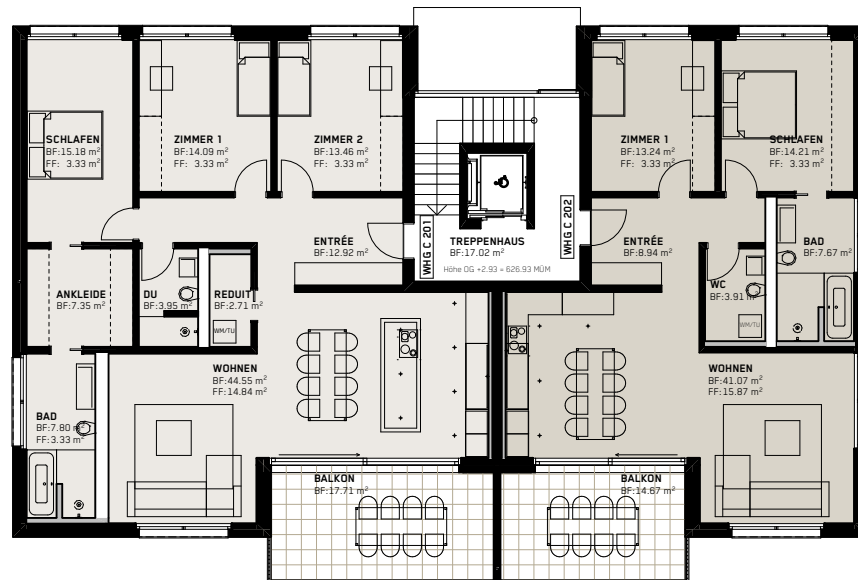 SCHLAFEN
BF:15.18 m²
FF: 3.33 m²
ZIMMER 1
BF:14.09 m²
FF: 3.33 m²
ZIMMER 2
BF:13.46 m²
FF: 3.33 m²
ZIMMER 1
BF:13.24 m²
FF: 3.33 m²
SCHLAFEN
BF:14.21 m²
FF: 3.33 m²
ENTRÉE
BF:12.92 m²
WHG C 201
TREPPENHAUS
BF:17.02 m²
Höhe OG +2.93 = 626.93 MÜM
WHG C 202
ENTRÉE
BF:8.94 m²
BAD
BF:7.67 m²
ANKLEIDE
BF:7.35 m²
DU
BF:3.95 m²
REDUIT
BF:2.71 m²
WM/TU
WC
BF:3.91 m²
WM/TU
WOHNEN
BF:44.55 m²
FF:14.84 m²
WOHNEN
BF:41.07 m²
FF:15.87 m²
BAD
BF:7.80 m²
FF:3.33 m²
BALKON
BF:17.71 m²
BALKON
BF:14.67 m²